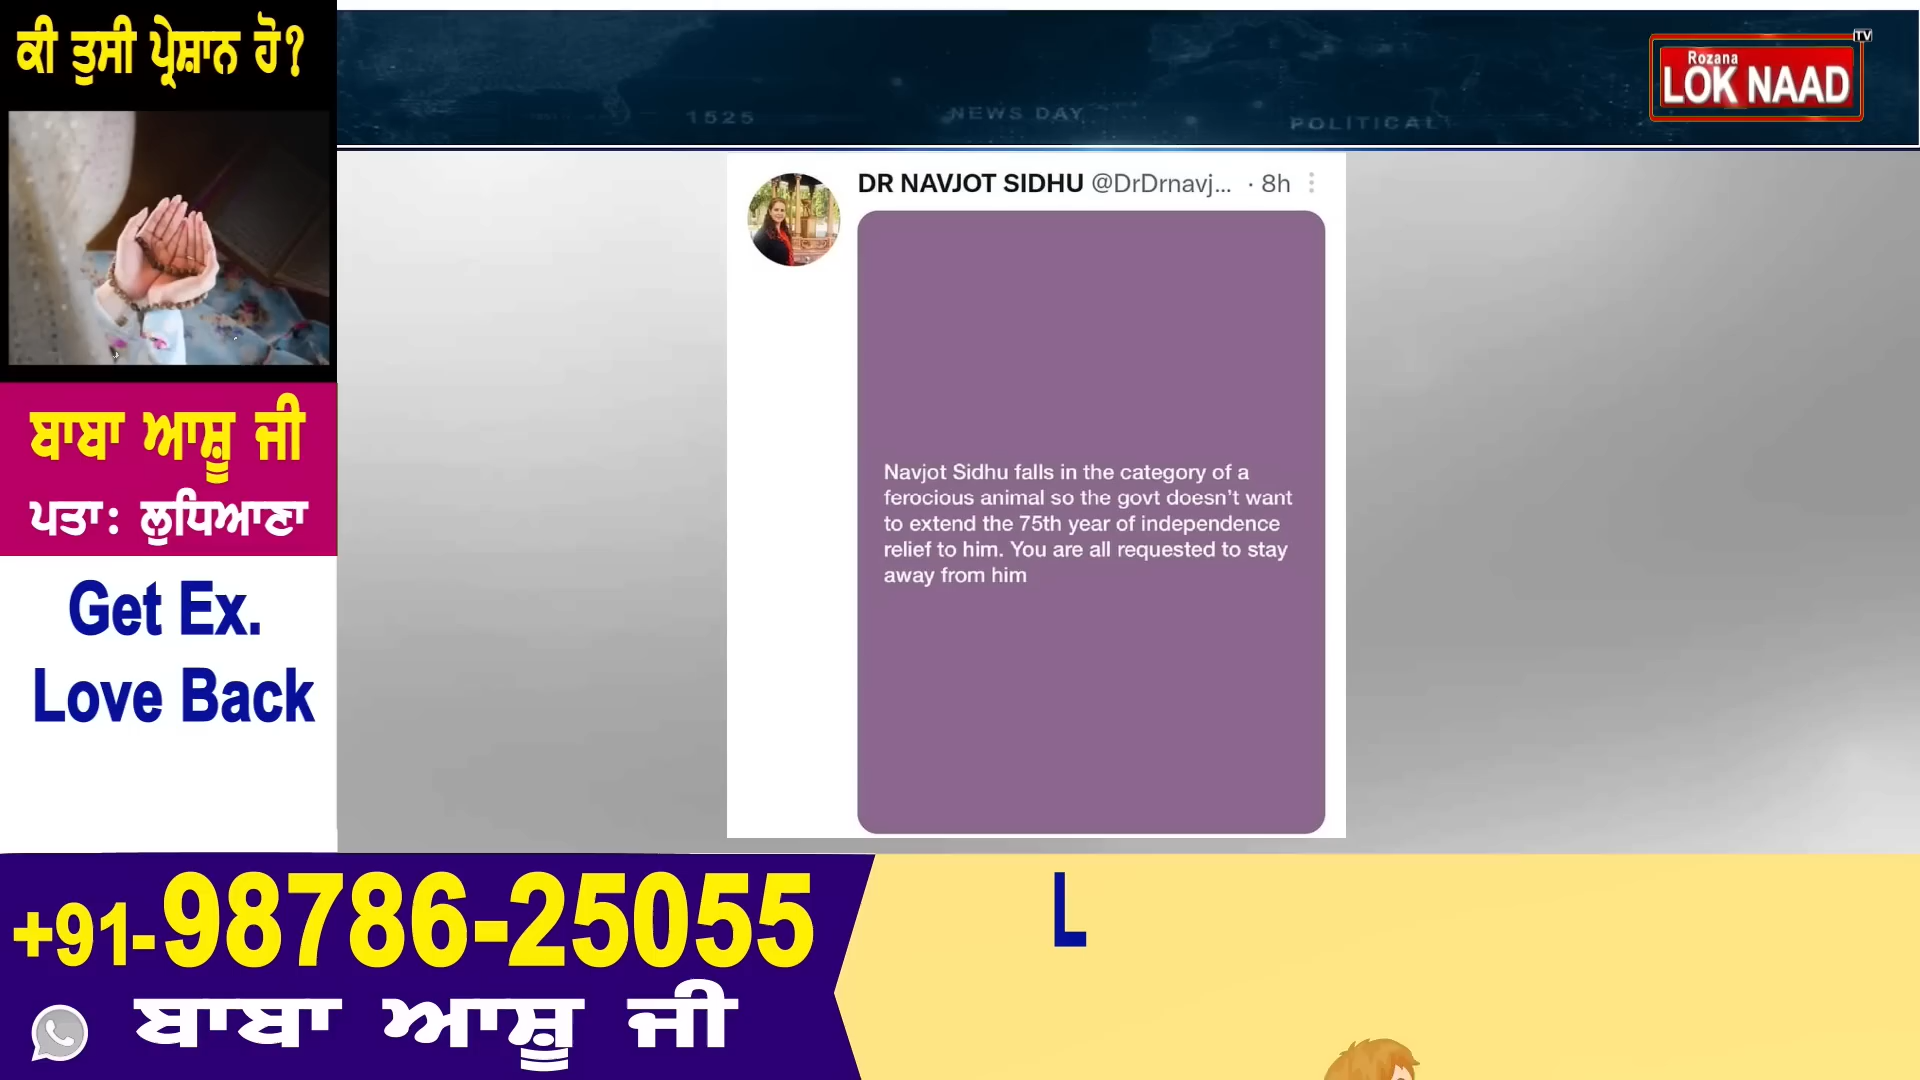 ਕੀ ਤੁਸੀ ਪ੍ਰੇਸ਼ਾਨ ਹੋ?
1525
NEWS DAY
POLITICAL
TV
Rozana
LOK NAAD
DR NAVJOT SIDHU @DrDrnavj... · 8h
Navjot Sidhu falls in the category of a
ferocious animal so the govt doesn't want
to extend the 75th year of independence
relief to him. You are all requested to stay
away from him
ਬਾਬਾ ਆਸ਼ੂ ਜੀ
ਪਤਾ: ਲੁਧਿਆਣਾ
Get Ex.
Love Back
+91-98786-25055
ਬਾਬਾ ਆਸ਼ੂ ਜੀ
L